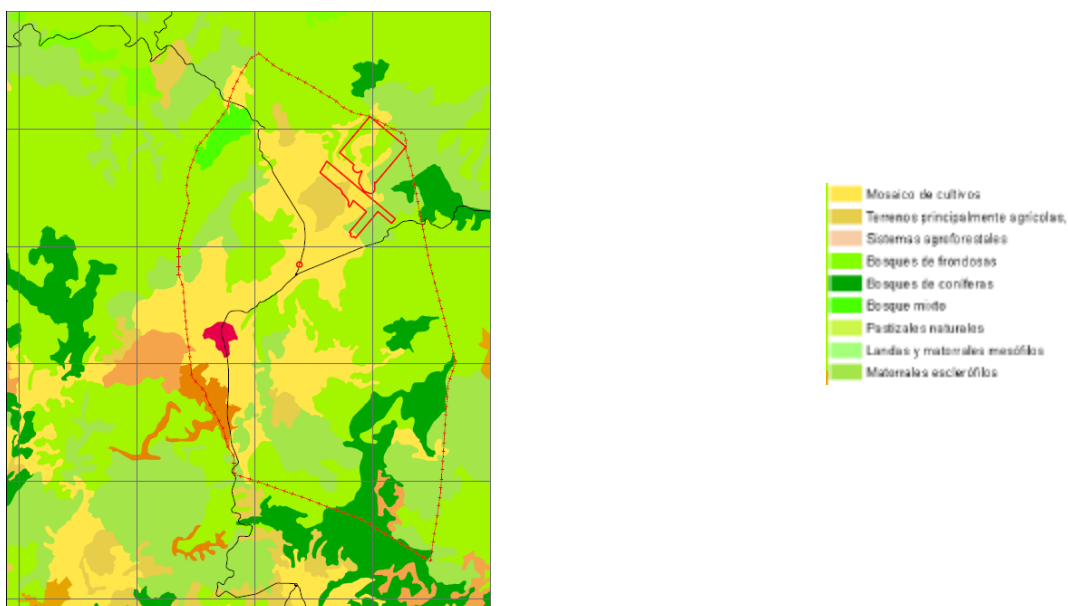 Mosaico de cultivos
Terrenos principalmente agrícolas,
Sistemas agroforestales
Bosques de frondosas
Bosques de coníferas
Bosque mixto
Pastizales naturales
Landas y matorrales mesófilos
Matorrales esclerófilos